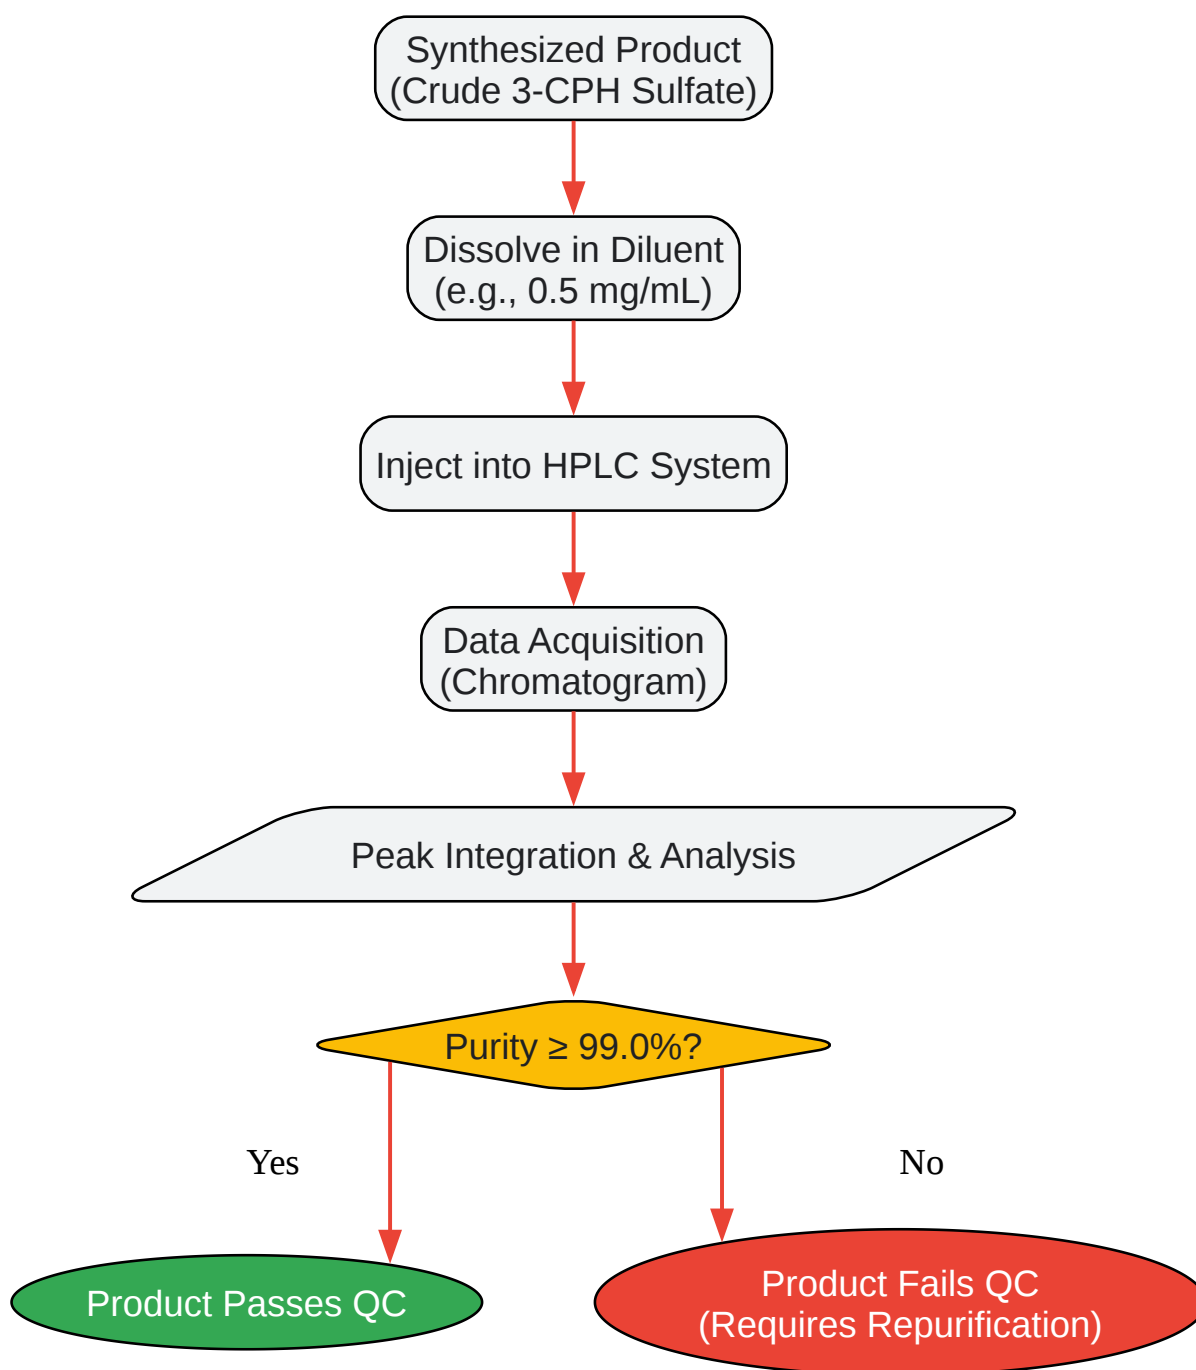 Synthesized Product
(Crude 3-CPH Sulfate)
Dissolve in Diluent
(e.g., 0.5 mg/mL)
Inject into HPLC System
Data Acquisition
(Chromatogram)
Peak Integration & Analysis
Purity ≥ 99.0%?
Yes
No
Product Passes QC
Product Fails QC
(Requires Repurification)